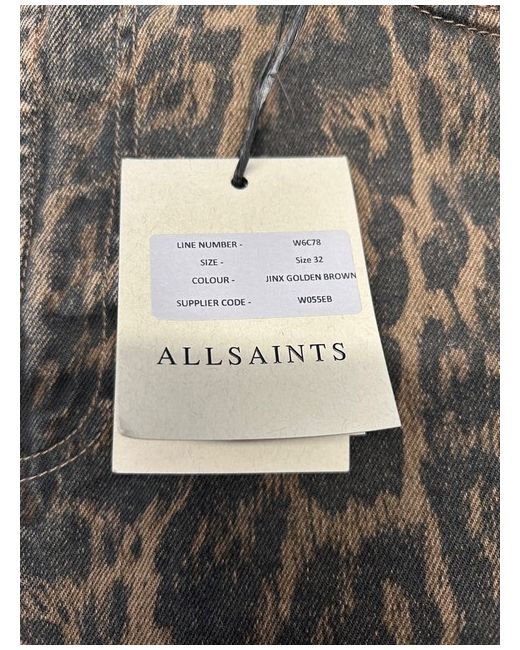 LINE NUMBER - W6C78
SIZE - Size 32
COLOUR - JINX GOLDEN BROWN
SUPPLIER CODE - W055EB
ALLSAINTS